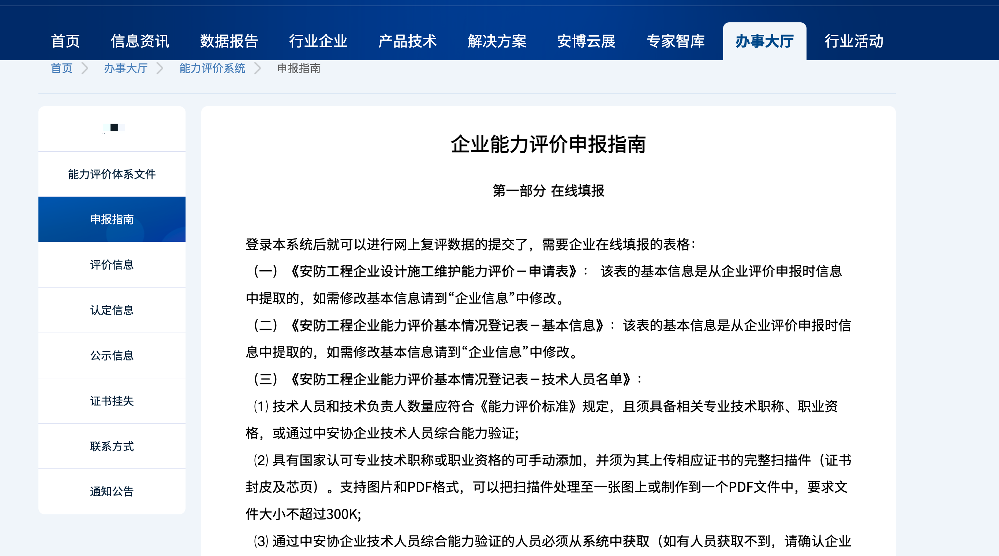 首页 信息资讯 数据报告 行业企业 产品技术 解决方案 安博云展 专家智库 办事大厅 行业活动
首页 办事大厅 能力评价系统 申报指南
能力评价体系文件
申报指南
评价信息
认定信息
公示信息
证书挂失
联系方式
通知公告
企业能力评价申报指南
第一部分 在线填报
登录本系统后就可以进行网上复评数据的提交了，需要企业在线填报的表格：
（一）《安防工程企业设计施工维护能力评价－申请表》： 该表的基本信息是从企业评价申报时信息
中提取的，如需修改基本信息请到“企业信息”中修改。
（二）《安防工程企业能力评价基本情况登记表－基本信息》：该表的基本信息是从企业评价申报时信
息中提取的，如需修改基本信息请到“企业信息”中修改。
（三）《安防工程企业能力评价基本情况登记表－技术人员名单》：
⑴ 技术人员和技术负责人数量应符合《能力评价标准》规定，且须具备相关专业技术职称、职业资
格，或通过中安协企业技术人员综合能力验证;
⑵ 具有国家认可专业技术职称或职业资格的可手动添加，并须为其上传相应证书的完整扫描件（证书
封皮及芯页）。支持图片和PDF格式，可以把扫描件处理至一张图上或制作到一个PDF文件中，要求文
件大小不超过300K;
⑶ 通过中安协企业技术人员综合能力验证的人员必须从系统中获取（如有人员获取不到，请确认企业